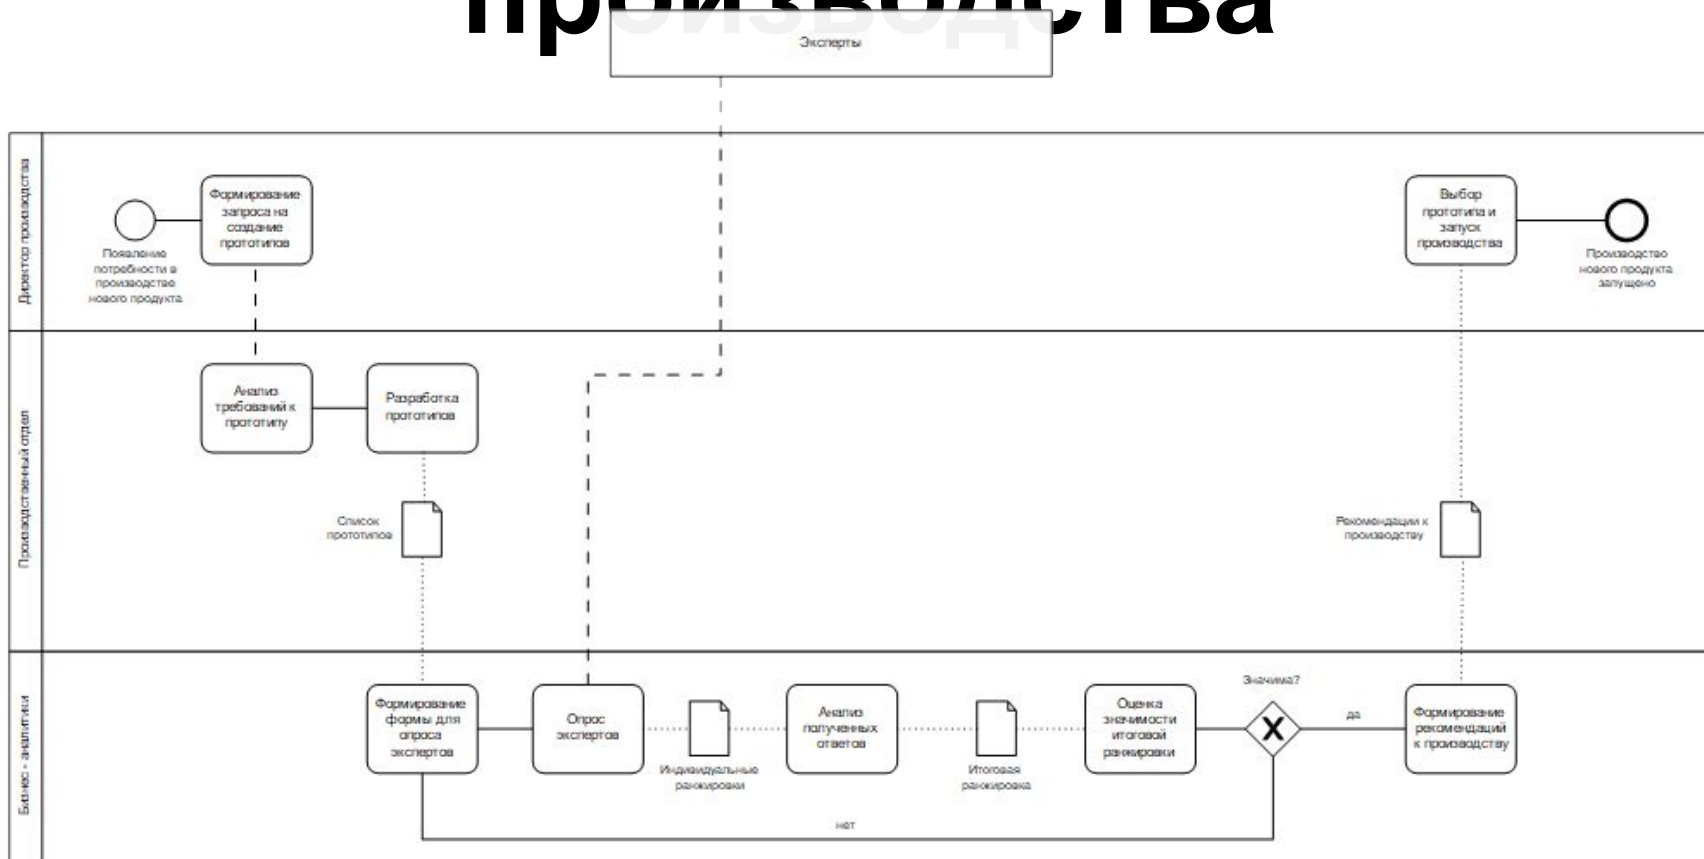 производства
Эксперты
Директор производства
Появление
потребности в
производстве
нового продукта
Формирование
запроса на
создание
прототипов
Выбор
прототипа и
запуск
производства
Производство
нового продукта
запущено
Производственный отдел
Анализ
требований к
прототипу
Разработка
прототипов
Список
прототипов
Рекомендации к
производству
Бизнес - аналитики
Формирование
формы для
опроса
экспертов
Опрос
экспертов
Индивидуальные
ранжировки
Анализ
полученных
ответов
Итоговая
ранжировка
Оценка
значимости
итоговой
ранжировки
Значима?
да
Формирование
рекомендаций
к производству
нет